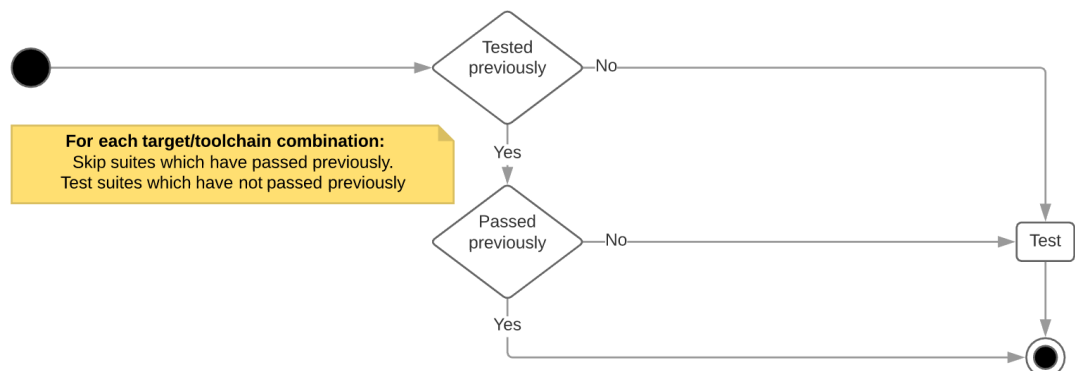 Tested
previously
No
For each target/toolchain combination:
Skip suites which have passed previously.
Test suites which have not passed previously
Yes
Passed
previously
No
Test
Yes